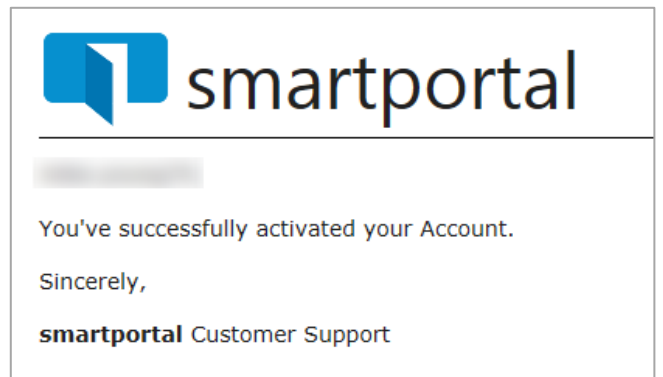 smartportal
You've successfully activated your Account.
Sincerely,
smartportal Customer Support